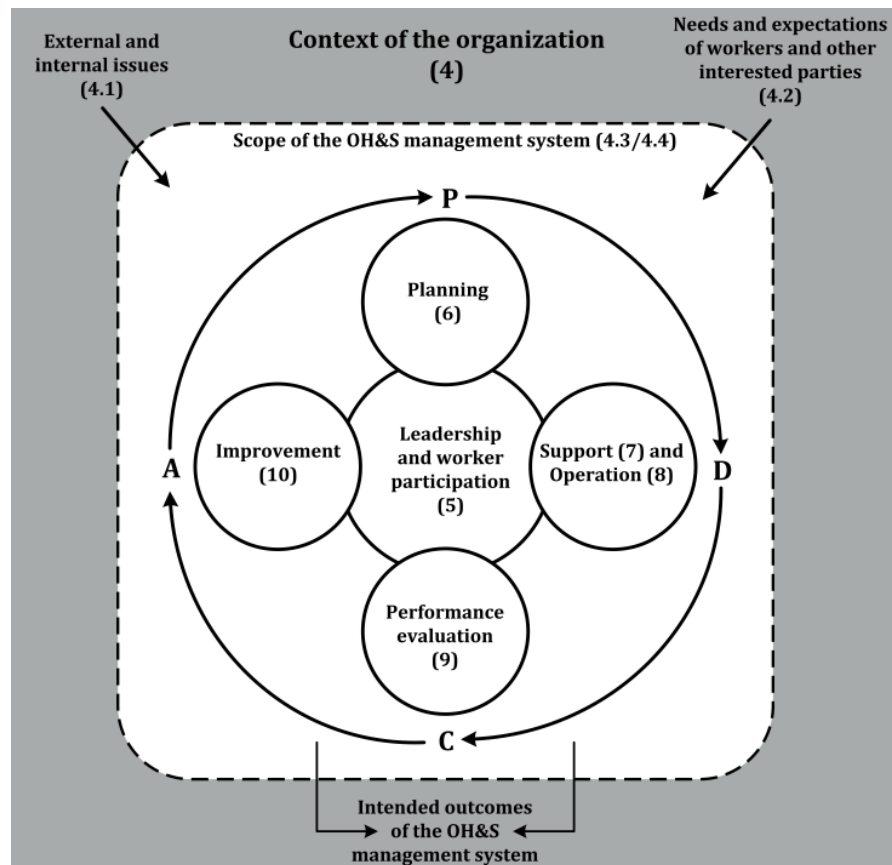 External and
internal issues
(4.1)
Context of the organization
(4)
Needs and expectations
of workers and other
interested parties
(4.2)
Scope of the OH&S management system (4.3/4.4)
P
Planning
(6)
A
Improvement
(10)
Leadership
and worker
participation
(5)
Support (7) and
Operation (8)
D
Performance
evaluation
(9)
C
Intended outcomes
of the OH&S
management system